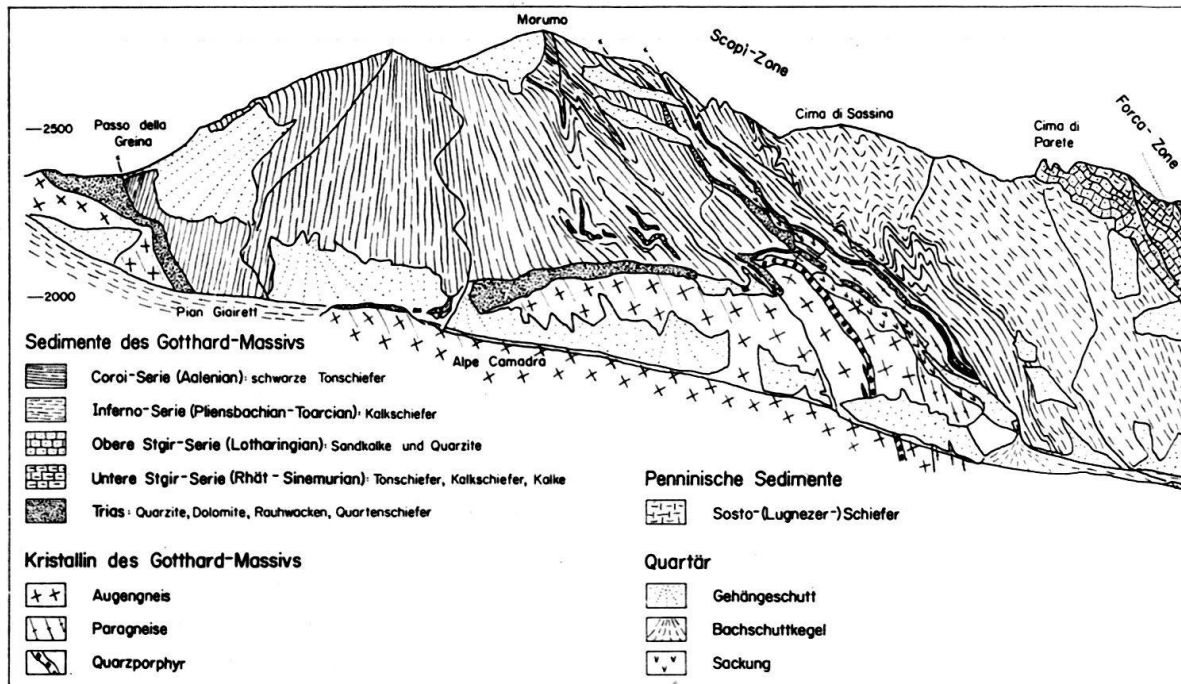 Morumo
Scopi-Zone
Cima di Sassina
Forca-Zone
Cima di
Parete
—2500
Passo della
Greina
—2000
Pian Giairett
Alpe Camadra
Sedimente des Gotthard-Massivs
Coroi-Serie (Aalenian): schwarze Tonschiefer
Inferno-Serie (Pliensbachian-Toarcian): Kalkschiefer
Obere Stgir-Serie (Lotharingian): Sandkalke und Quarzite
Untere Stgir-Serie (Rhät-Sinemurian): Tonschiefer, Kalkschiefer, Kalke
Trias: Quarzite, Dolomite, Rauhwacken, Quartenschiefer
Kristallin des Gotthard-Massivs
Augengneis
Paragneise
Quarzporphyr
Penninische Sedimente
Sosto-(Lugnezer-)Schiefer
Quartär
Gehängeschutt
Bachschuttkegel
Sackung